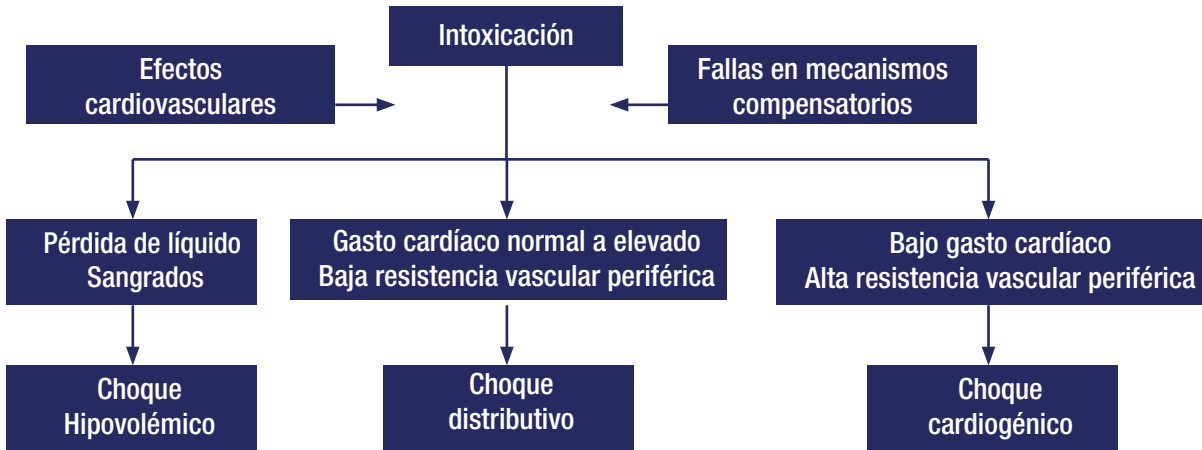 Intoxicación
Efectos
cardiovasculares
Fallas en mecanismos
compensatorios
Pérdida de líquido
Sangrados
Gasto cardíaco normal a elevado
Baja resistencia vascular periférica
Bajo gasto cardíaco
Alta resistencia vascular periférica
Choque
Hipovolémico
Choque
distributivo
Choque
cardiogénico